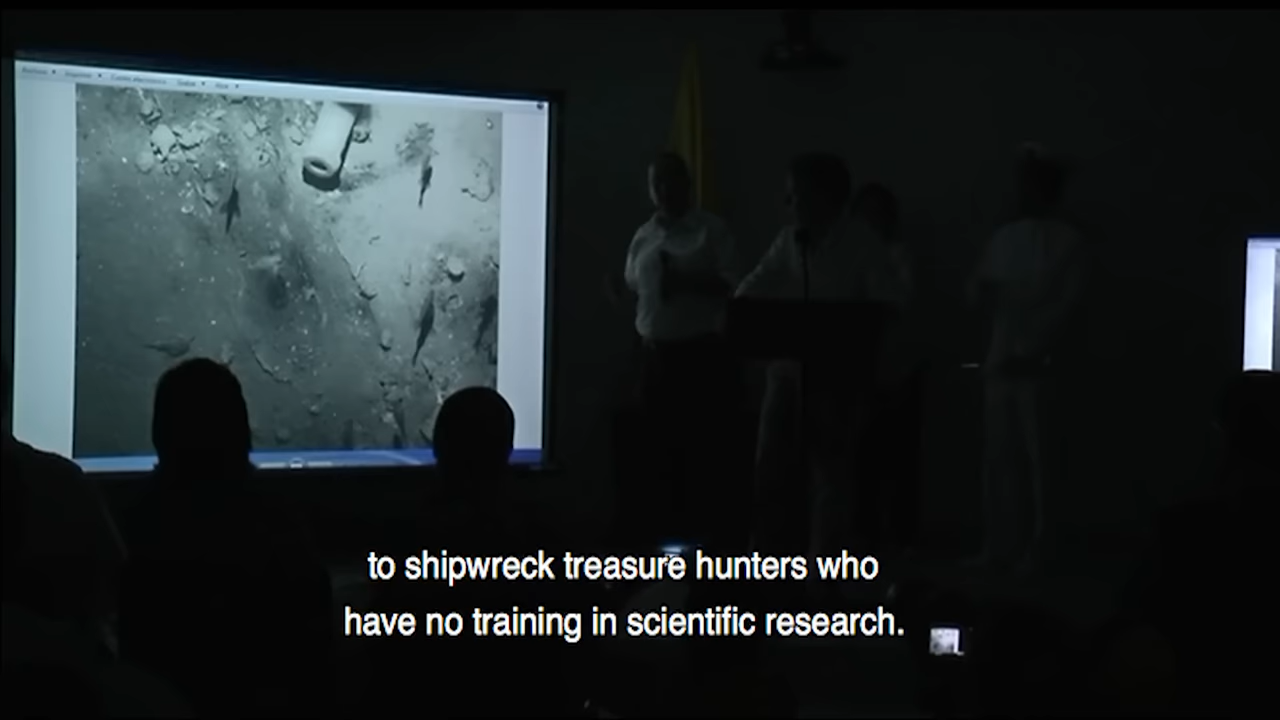 to shipwreck treasure hunters who
have no training in scientific research.